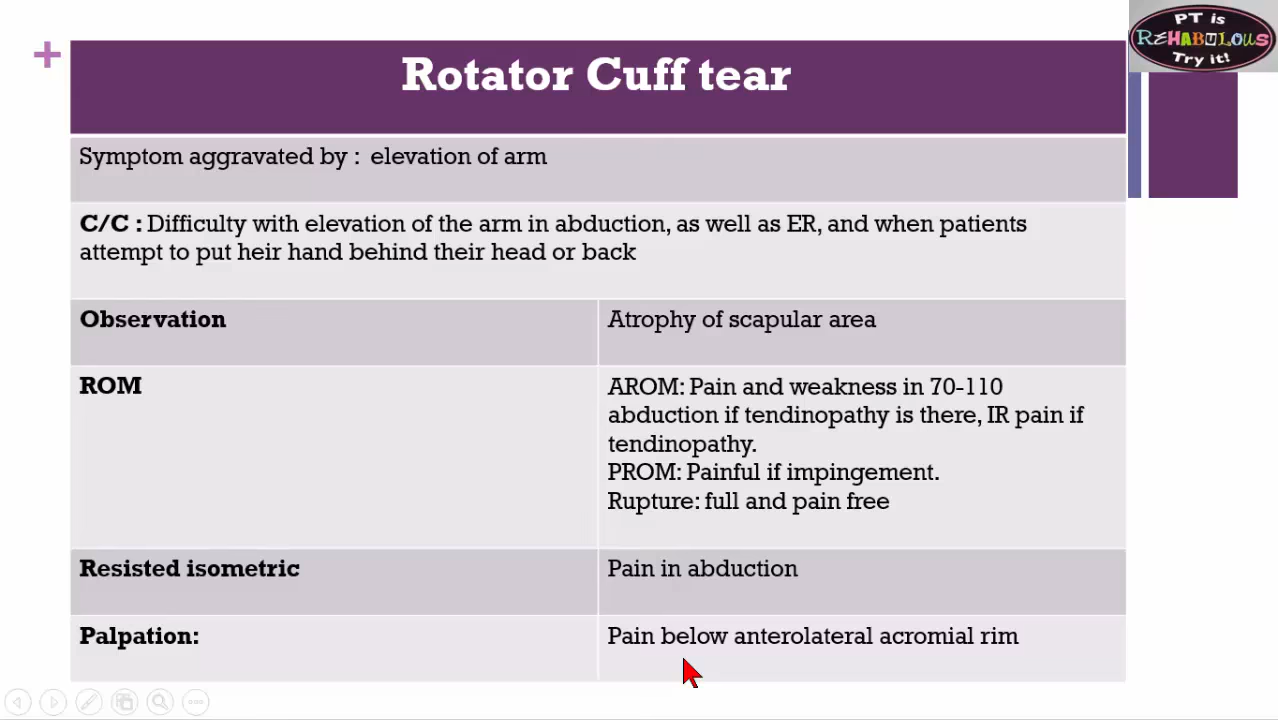 PT is
REHABULOUS
Try it!
+
Rotator Cuff tear
Symptom aggravated by : elevation of arm
C/C : Difficulty with elevation of the arm in abduction, as well as ER, and when patients
attempt to put heir hand behind their head or back
Observation
Atrophy of scapular area
ROM
AROM: Pain and weakness in 70-110
abduction if tendinopathy is there, IR pain if
tendinopathy.
PROM: Painful if impingement.
Rupture: full and pain free
Resisted isometric
Pain in abduction
Palpation:
Pain below anterolateral acromial rim